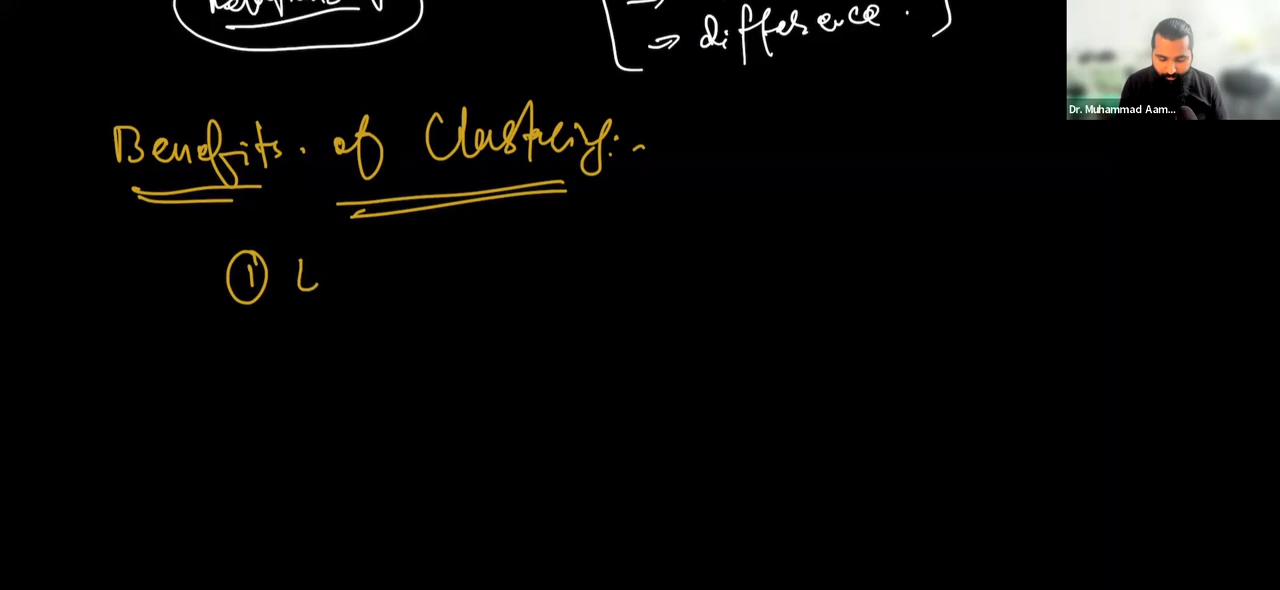 ⇒ difference.
Dr. Muhammad Aam...
Benefits of Clustering:-
① L